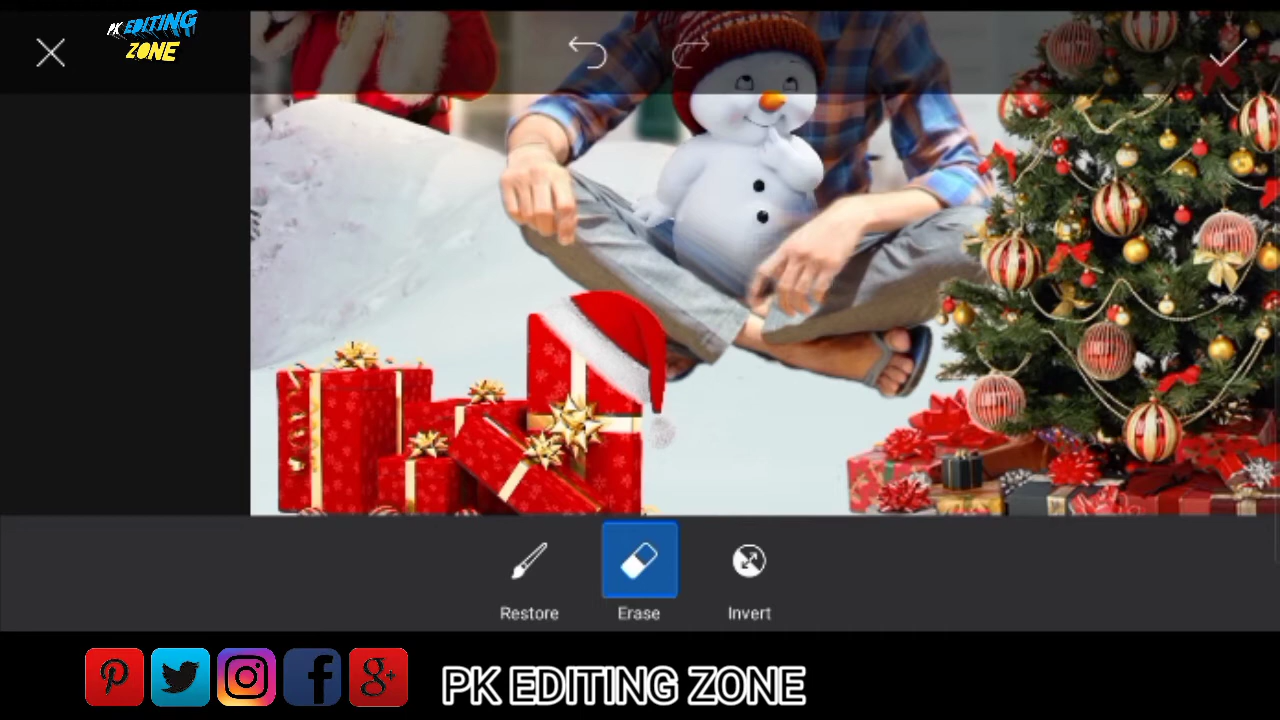 PK EDITING
ZONE
Restore
Erase
Invert
PK EDITING ZONE